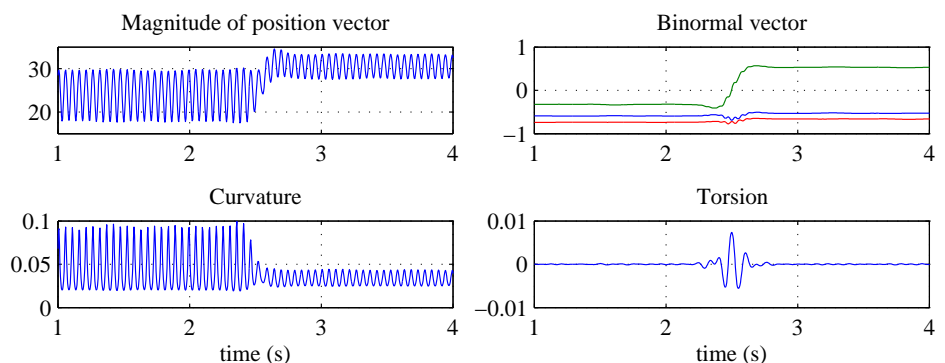 Magnitude of position vector
30
20
1 2 3 4
Binormal vector
1
0
−1
1 2 3 4
Curvature
0.1
0.05
0
1 2 3 4
time (s)
Torsion
0.01
0
−0.01
1 2 3 4
time (s)